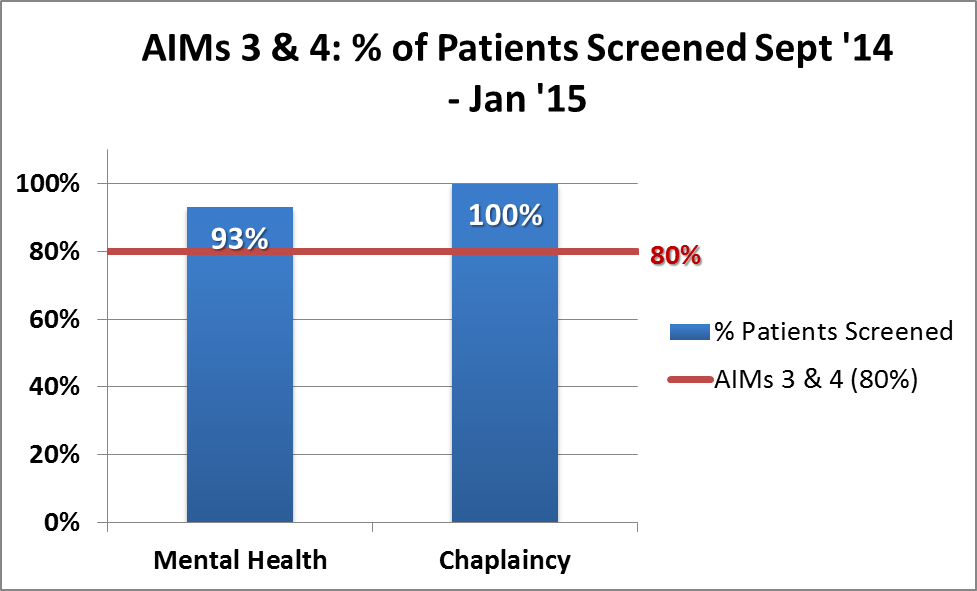 AIMs 3 & 4: % of Patients Screened Sept '14
- Jan '15
100%
80%
60%
40%
20%
0%
93%
100%
80%
Mental Health
Chaplaincy
% Patients Screened
AIMs 3 & 4 (80%)